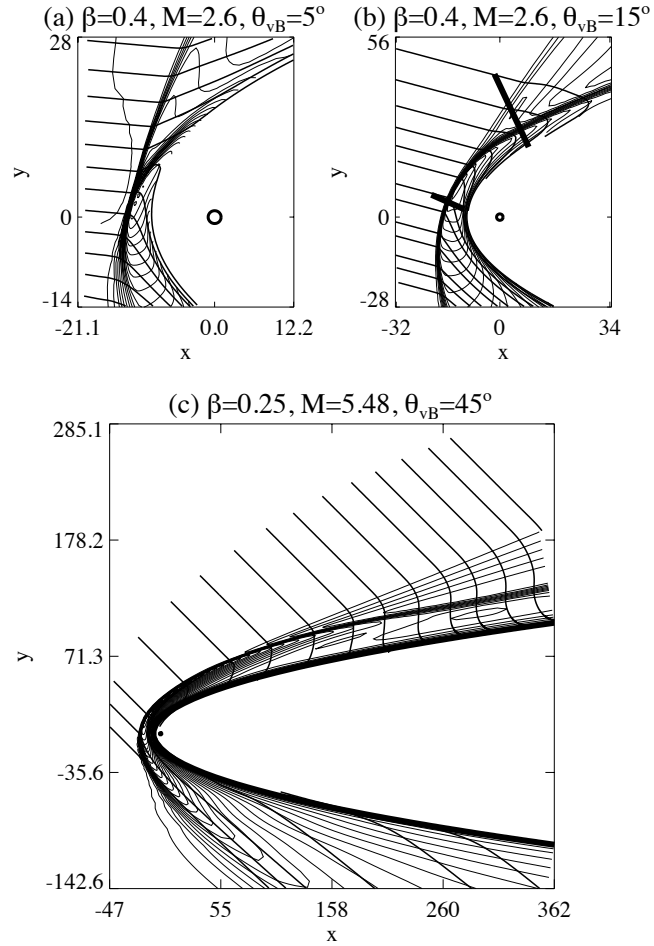 (a) β=0.4, M=2.6, θvB=5°
(b) β=0.4, M=2.6, θvB=15°
28
y
0
-14
-21.1 0.0 12.2
x
56
y
0
-28
-32 0 34
x
(c) β=0.25, M=5.48, θvB=45°
285.1
178.2
y
71.3
-35.6
-142.6
-47 55 158 260 362
x